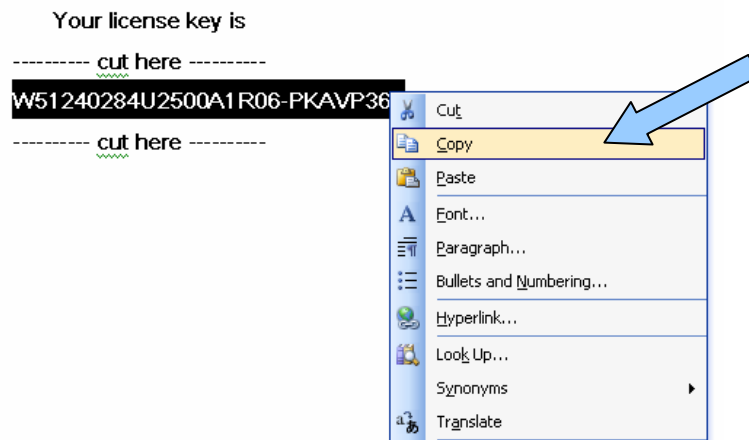 Your license key is
---------- cut here ----------
W51240284U2500A1R06-PKAVP36
---------- cut here ----------
Cut
Copy
Paste
Font...
Paragraph...
Bullets and Numbering...
Hyperlink...
Look Up...
Synonyms
Translate